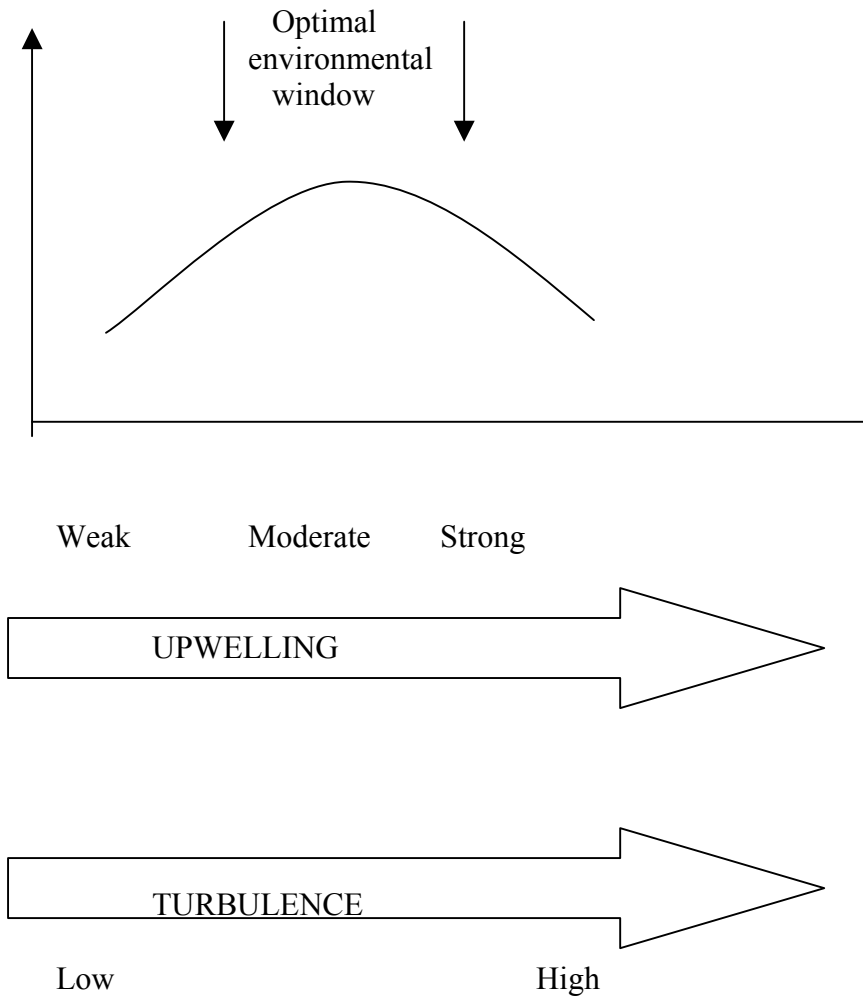 Optimal
environmental
window
Weak Moderate Strong
UPWELLING
TURBULENCE
Low High